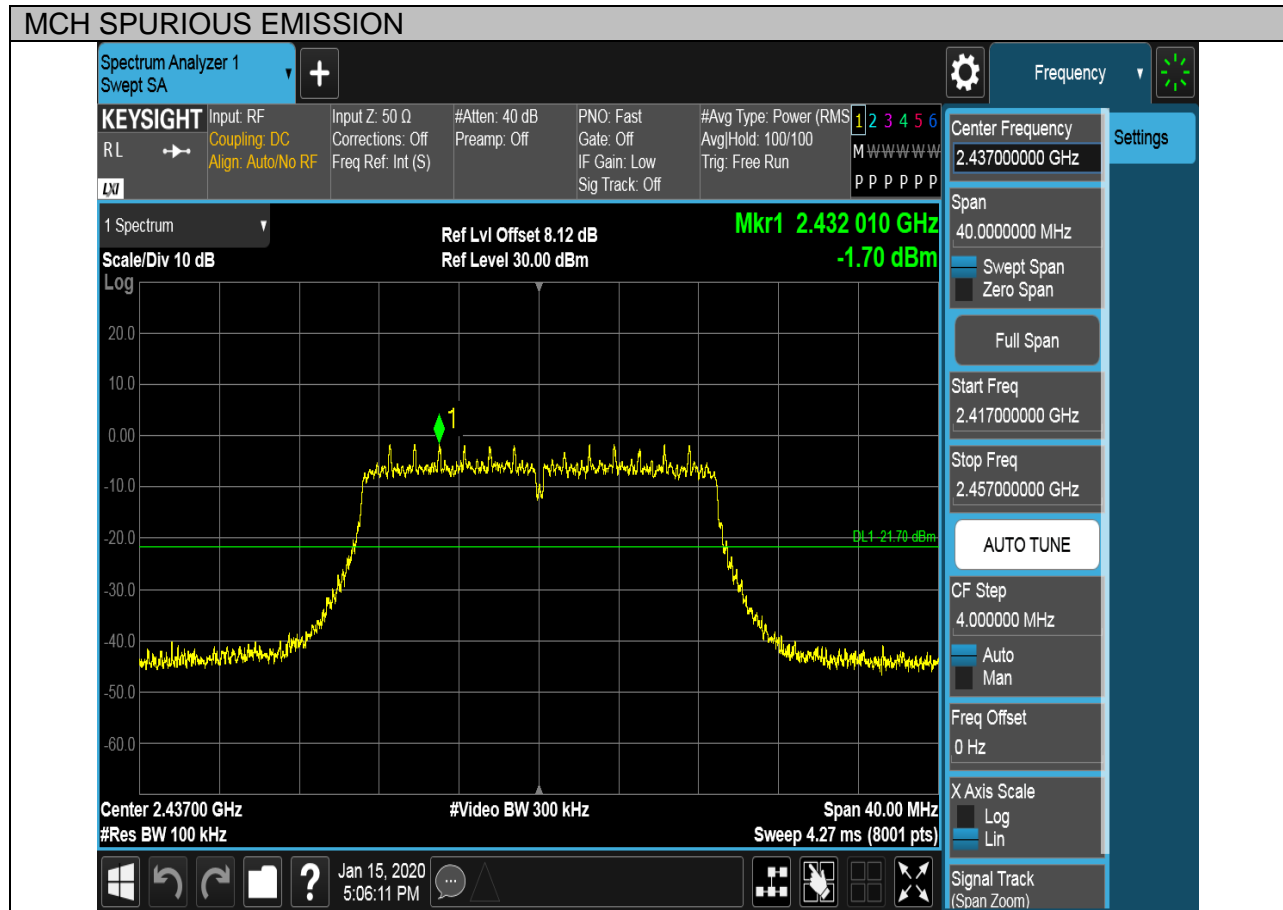 MCH SPURIOUS EMISSION
Spectrum Analyzer 1
Swept SA
Frequency
KEYSIGHT
RL
LXI
Input: RF
Coupling: DC
Align: Auto/No RF
Input Z: 50 Ω
Corrections: Off
Freq Ref: Int (S)
#Atten: 40 dB
Preamp: Off
PNO: Fast
Gate: Off
IF Gain: Low
Sig Track: Off
#Avg Type: Power (RMS
Avg|Hold: 100/100
Trig: Free Run
1 2 3 4 5 6
M W W W W W
P P P P P P
1 Spectrum
Scale/Div 10 dB
Ref Lvl Offset 8.12 dB
Ref Level 30.00 dBm
Mkr1 2.432 010 GHz
-1.70 dBm
Log
20.0
10.0
0.00
-10.0
-20.0
-30.0
-40.0
-50.0
-60.0
1
DL1 -21.70 dBm
Center 2.43700 GHz
#Res BW 100 kHz
#Video BW 300 kHz
Span 40.00 MHz
Sweep 4.27 ms (8001 pts)
Jan 15, 2020
5:06:11 PM
Center Frequency
2.437000000 GHz
Span
40.0000000 MHz
Swept Span
Zero Span
Full Span
Start Freq
2.417000000 GHz
Stop Freq
2.457000000 GHz
AUTO TUNE
CF Step
4.000000 MHz
Auto
Man
Freq Offset
0 Hz
X Axis Scale
Log
Lin
Signal Track
(Span Zoom)
Settings